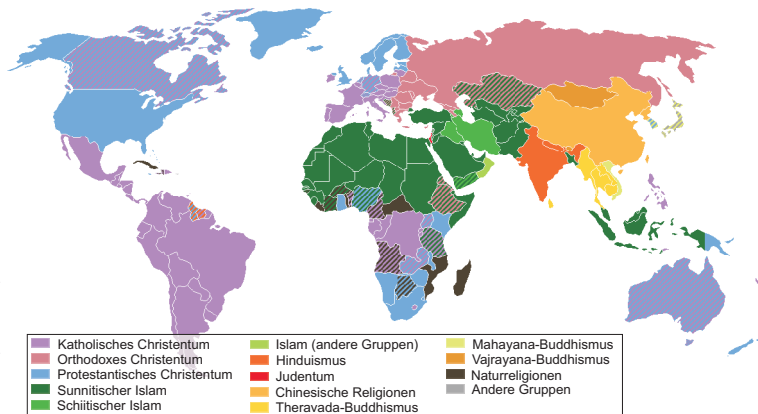 Katholisches Christentum
Orthodoxes Christentum
Protestantisches Christentum
Sunnitischer Islam
Schiitischer Islam
Islam (andere Gruppen)
Hinduismus
Judentum
Chinesische Religionen
Theravada-Buddhismus
Mahayana-Buddhismus
Vajrayana-Buddhismus
Naturreligionen
Andere Gruppen